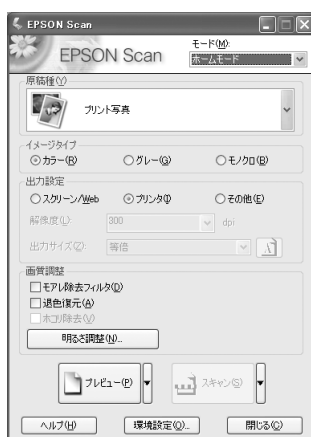 EPSON Scan
EPSON Scan
モード(M):
ホームモード
原稿種(Y)
プリント写真
イメージタイプ
カラー(R)
グレー(G)
モノクロ(B)
出力設定
スクリーン/Web
プリンタ(I)
その他(E)
解像度(L):
300
dpi
出力サイズ(Z):
等倍
画質調整
モアレ除去フィルタ(D)
退色復元(A)
ホコリ除去(V)
明るさ調整(N)...
プレビュー(P)
スキャン(S)
ヘルプ(H)
環境設定(O)...
閉じる(C)